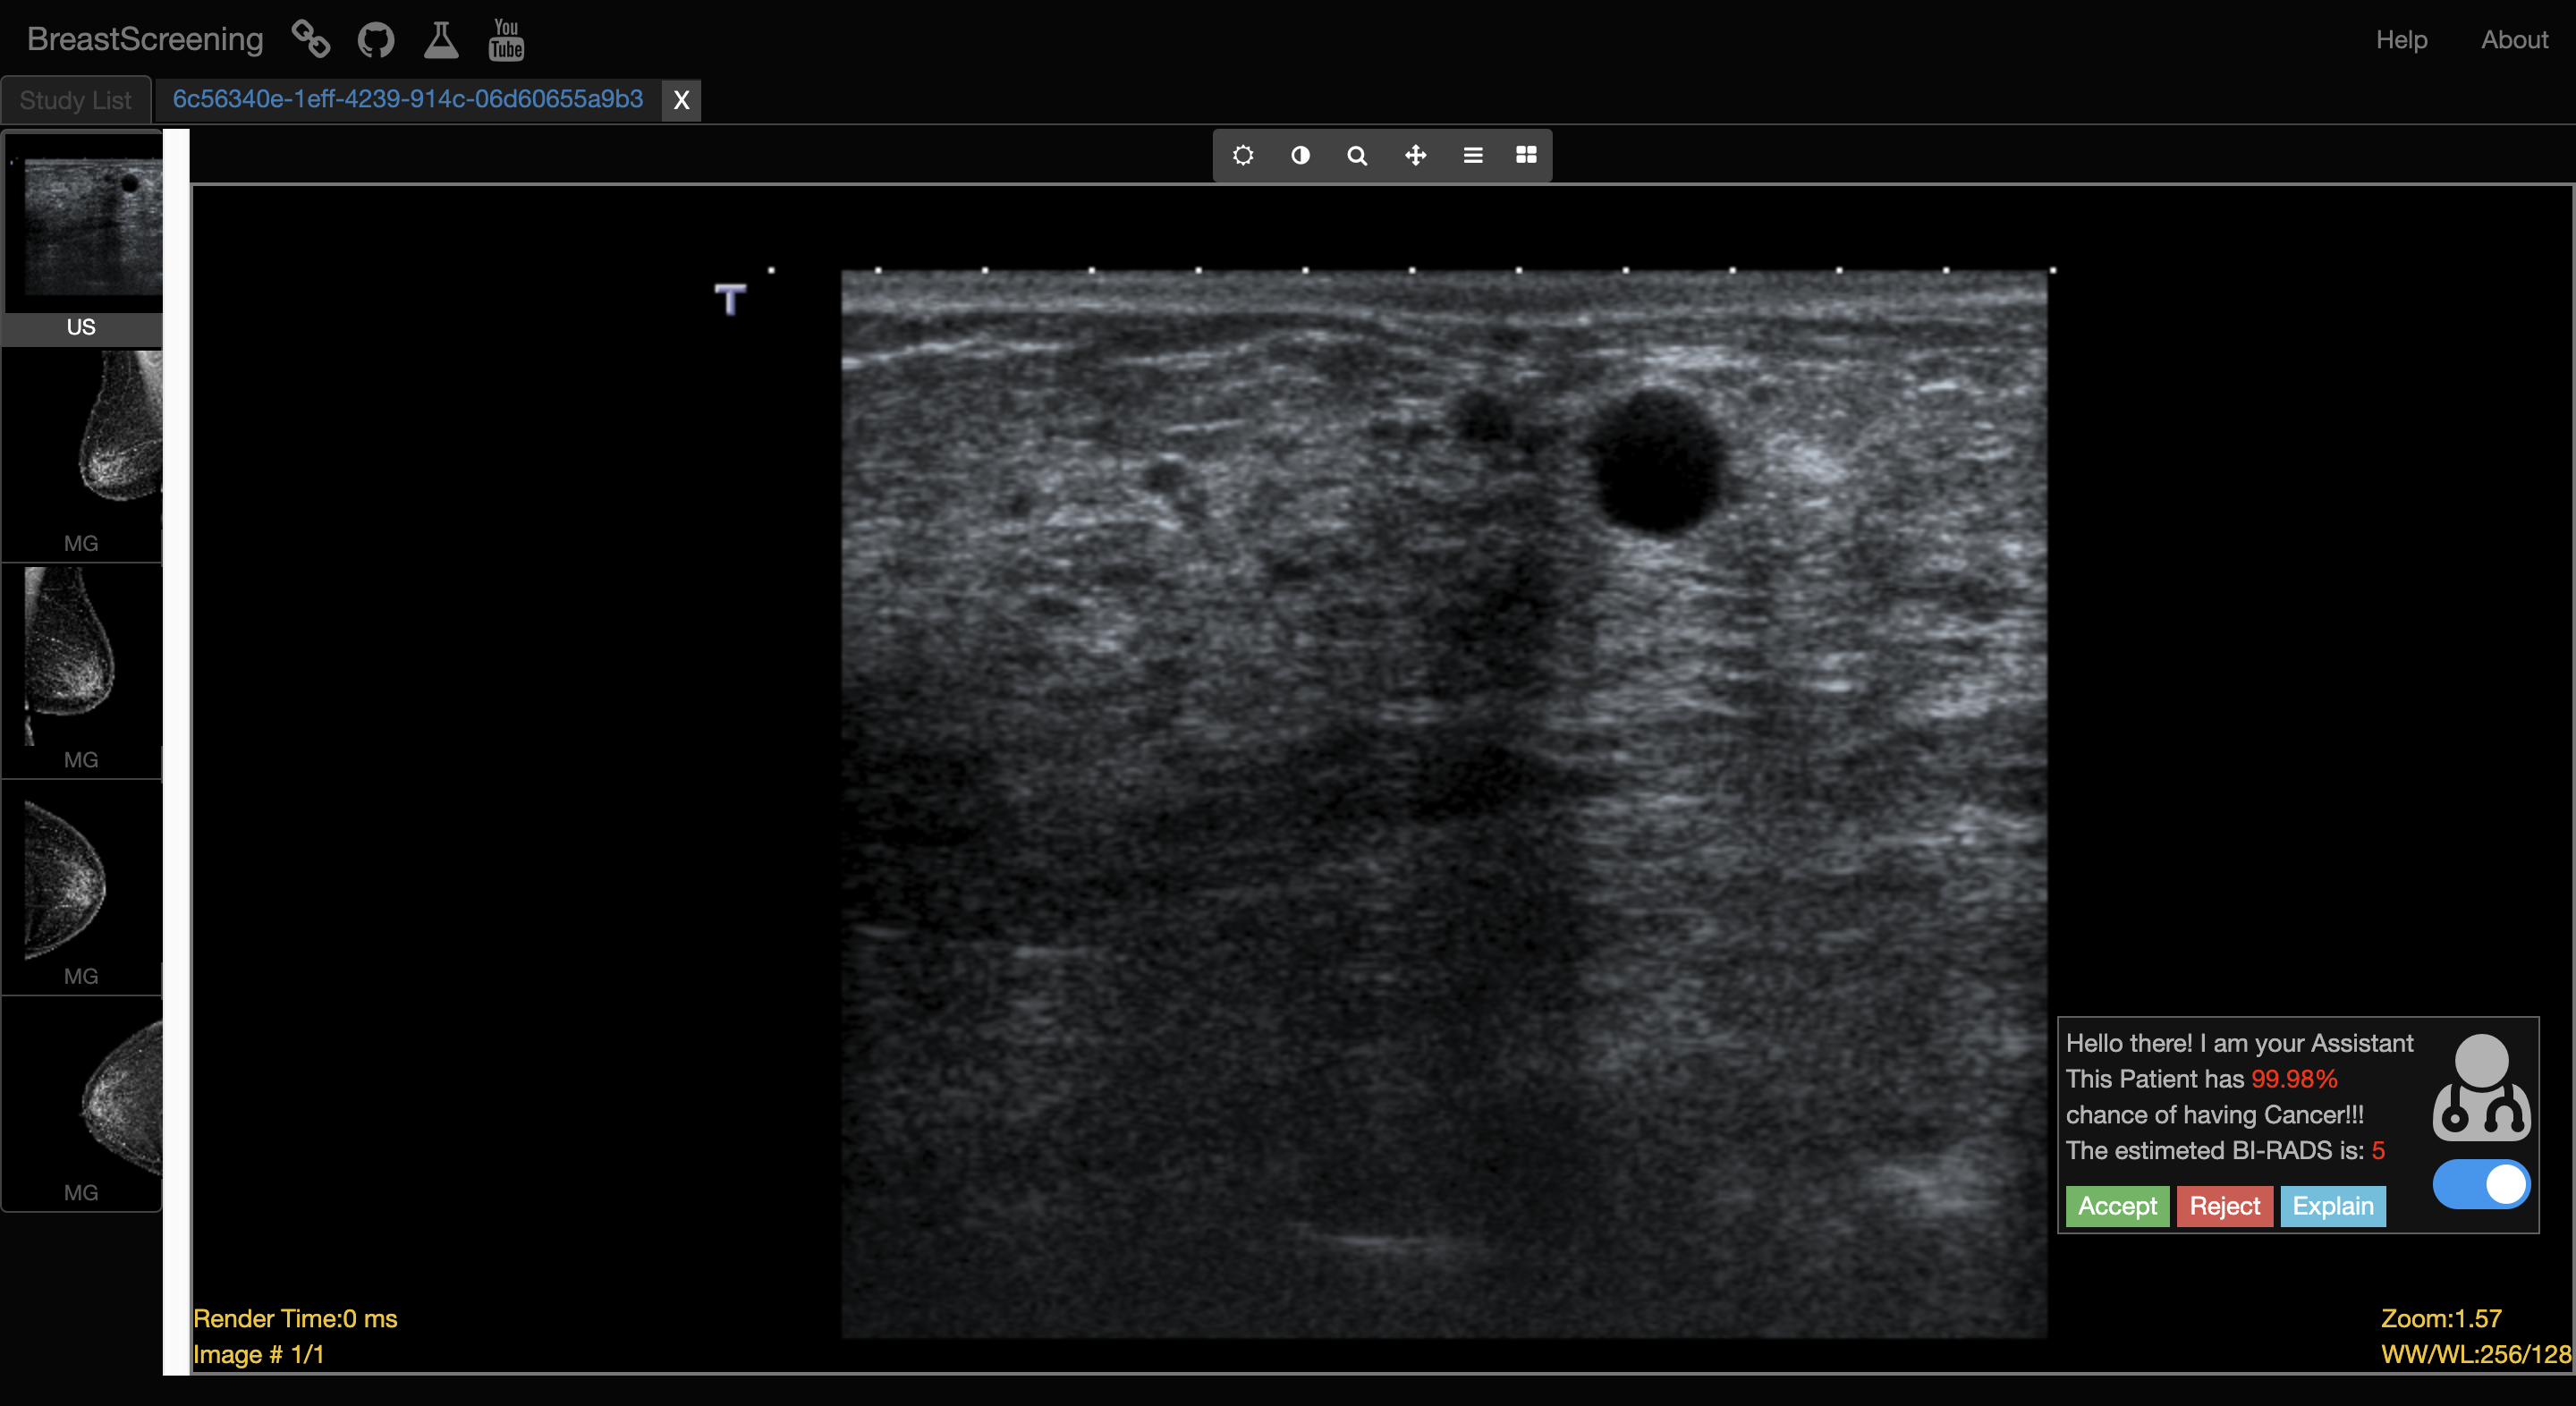 BreastScreening
You
Tube
Help
About
Study List
6c56340e-1eff-4239-914c-06d60655a9b3
X
US
MG
MG
MG
MG
T
Hello there! I am your Assistant
This Patient has 99.98%
chance of having Cancer!!!
The estimeted BI-RADS is: 5
Accept
Reject
Explain
Render Time:0 ms
Image # 1/1
Zoom:1.57
WW/WL:256/128